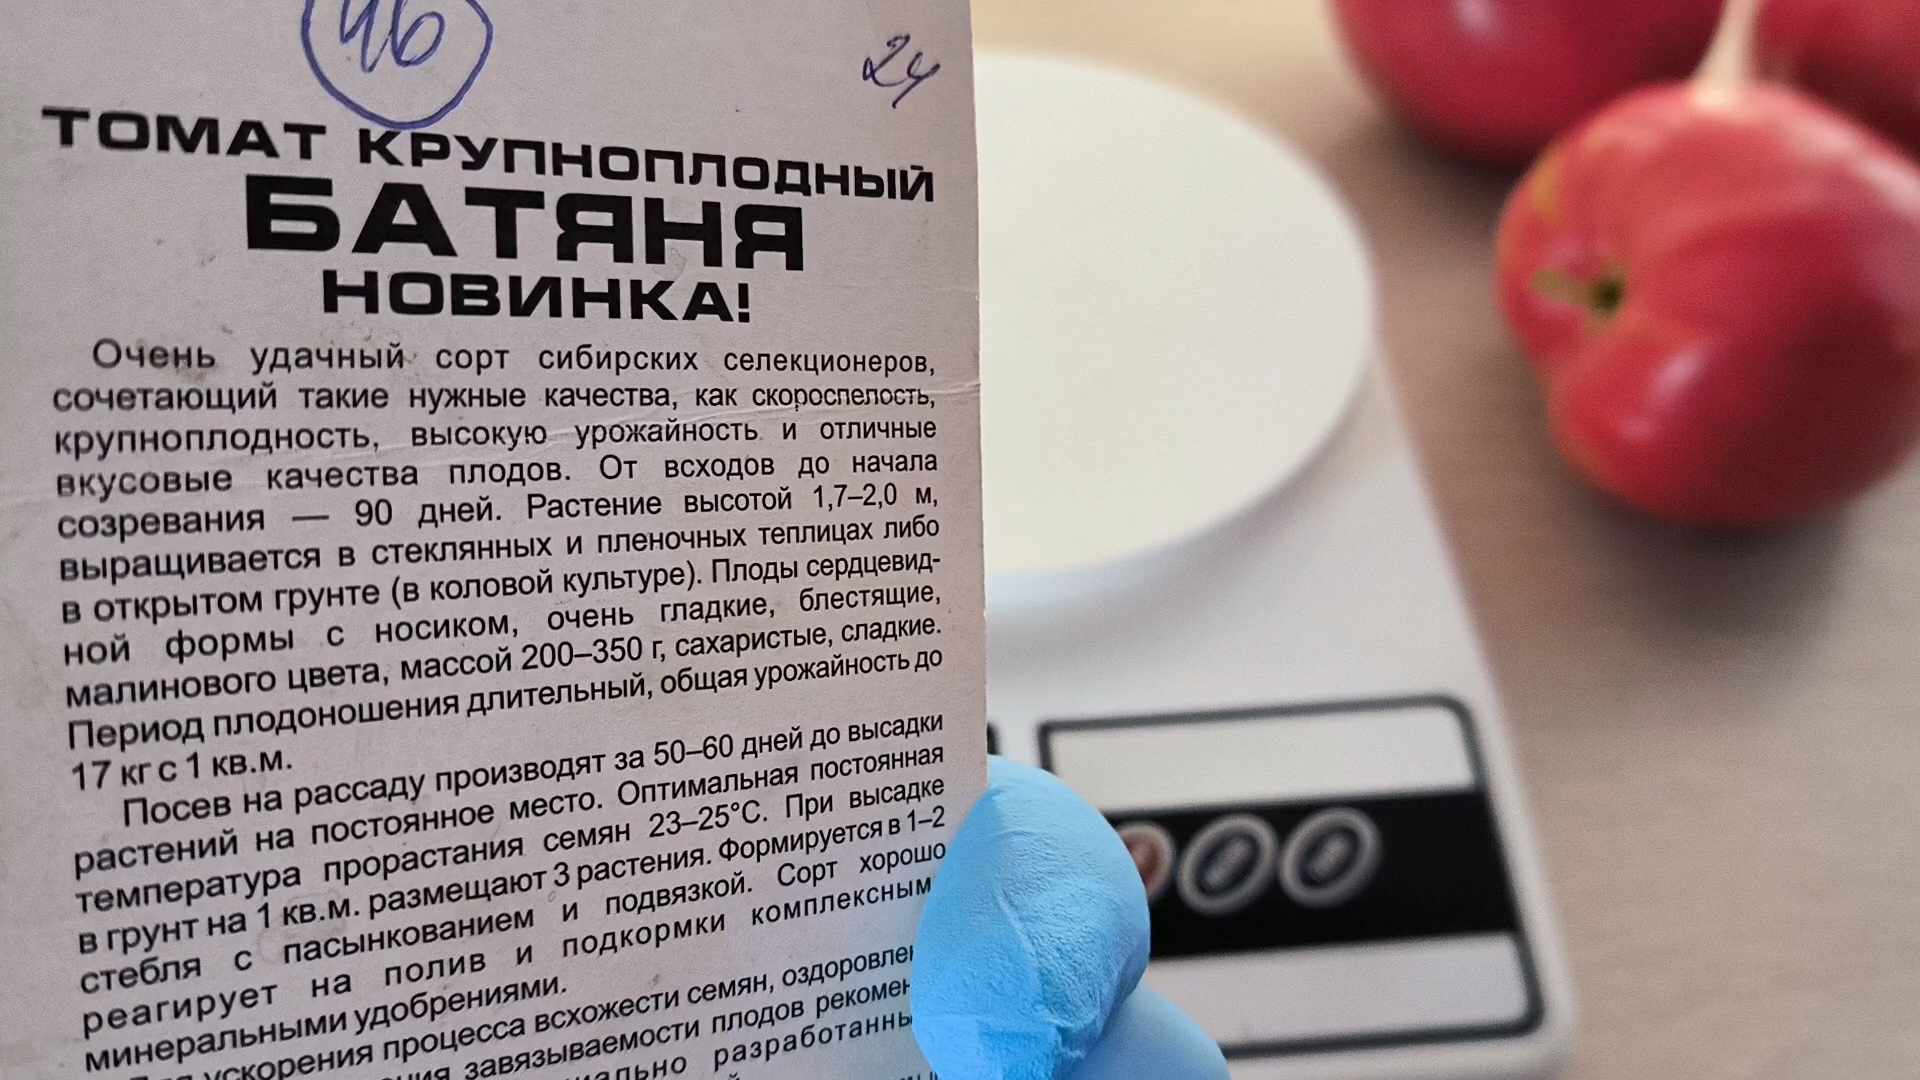 46
24
ТОМАТ КРУПНОПЛОДНЫЙ
БАТЯНЯ
НОВИНКА!
Очень удачный сорт сибирских селекционеров,
сочетающий такие нужные качества, как скороспелость,
крупноплодность, высокую урожайность и отличные
вкусовые качества плодов. От всходов до начала
созревания — 90 дней. Растение высотой 1,7–2,0 м,
выращивается в стеклянных и пленочных теплицах либо
в открытом грунте (в коловой культуре). Плоды сердцевид-
ной формы с носиком, очень гладкие, блестящие,
малинового цвета, массой 200–350 г, сахаристые, сладкие.
Период плодоношения длительный, общая урожайность до
17 кг с 1 кв.м.
Посев на рассаду производят за 50–60 дней до высадки
растений на постоянное место. Оптимальная постоянная
температура прорастания семян 23–25°С. При высадке
в грунт на 1 кв.м. размещают 3 растения. Формируется в 1–2
стебля с пасынкованием и подвязкой. Сорт хорошо
реагирует на полив и подкормки комплексным
минеральными удобрениями.
ускорения процесса всхожести семян, оздоровлен
завязываемости плодов рекомен
разработанны